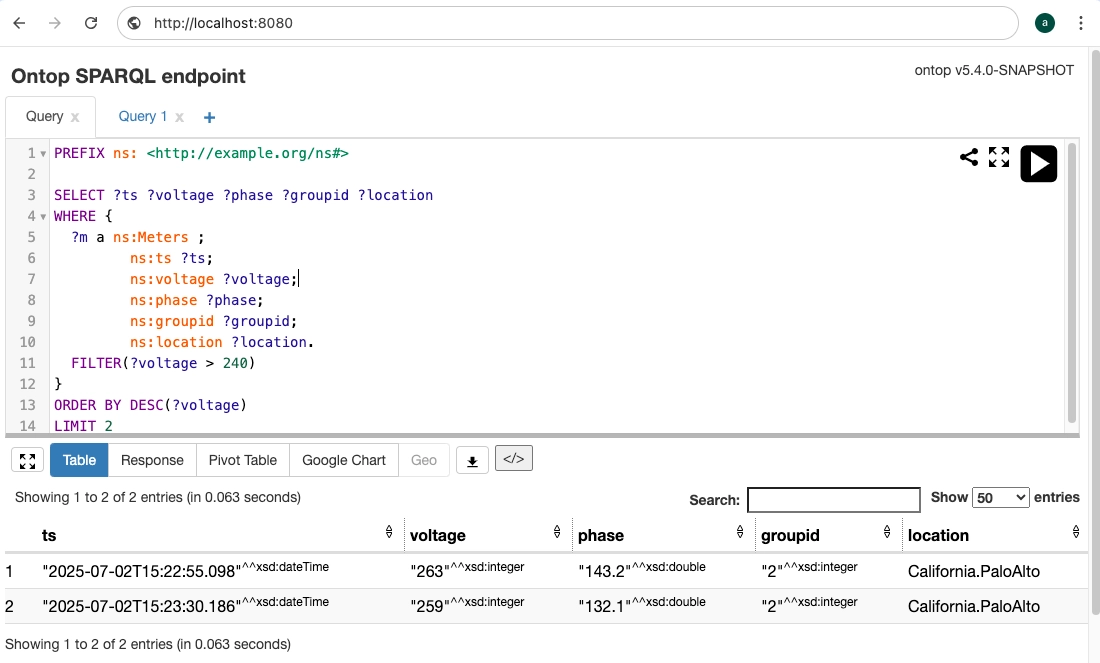 http://localhost:8080
a
Ontop SPARQL endpoint
ontop v5.4.0-SNAPSHOT
Query x Query 1 x +
1 PREFIX ns: <http://example.org/ns#>
2
3 SELECT ?ts ?voltage ?phase ?groupid ?location
4 WHERE {
5 ?m a ns:Meters ;
6 ns:ts ?ts;
7 ns:voltage ?voltage;
8 ns:phase ?phase;
9 ns:groupid ?groupid;
10 ns:location ?location.
11 FILTER(?voltage > 240)
12 }
13 ORDER BY DESC(?voltage)
14 LIMIT 2
Table Response Pivot Table Google Chart Geo </>
Showing 1 to 2 of 2 entries (in 0.063 seconds)
Search: Show 50 entries
ts voltage phase groupid location
1 "2025-07-02T15:22:55.098"^^xsd:dateTime "263"^^xsd:integer "143.2"^^xsd:double "2"^^xsd:integer California.PaloAlto
2 "2025-07-02T15:23:30.186"^^xsd:dateTime "259"^^xsd:integer "132.1"^^xsd:double "2"^^xsd:integer California.PaloAlto
Showing 1 to 2 of 2 entries (in 0.063 seconds)